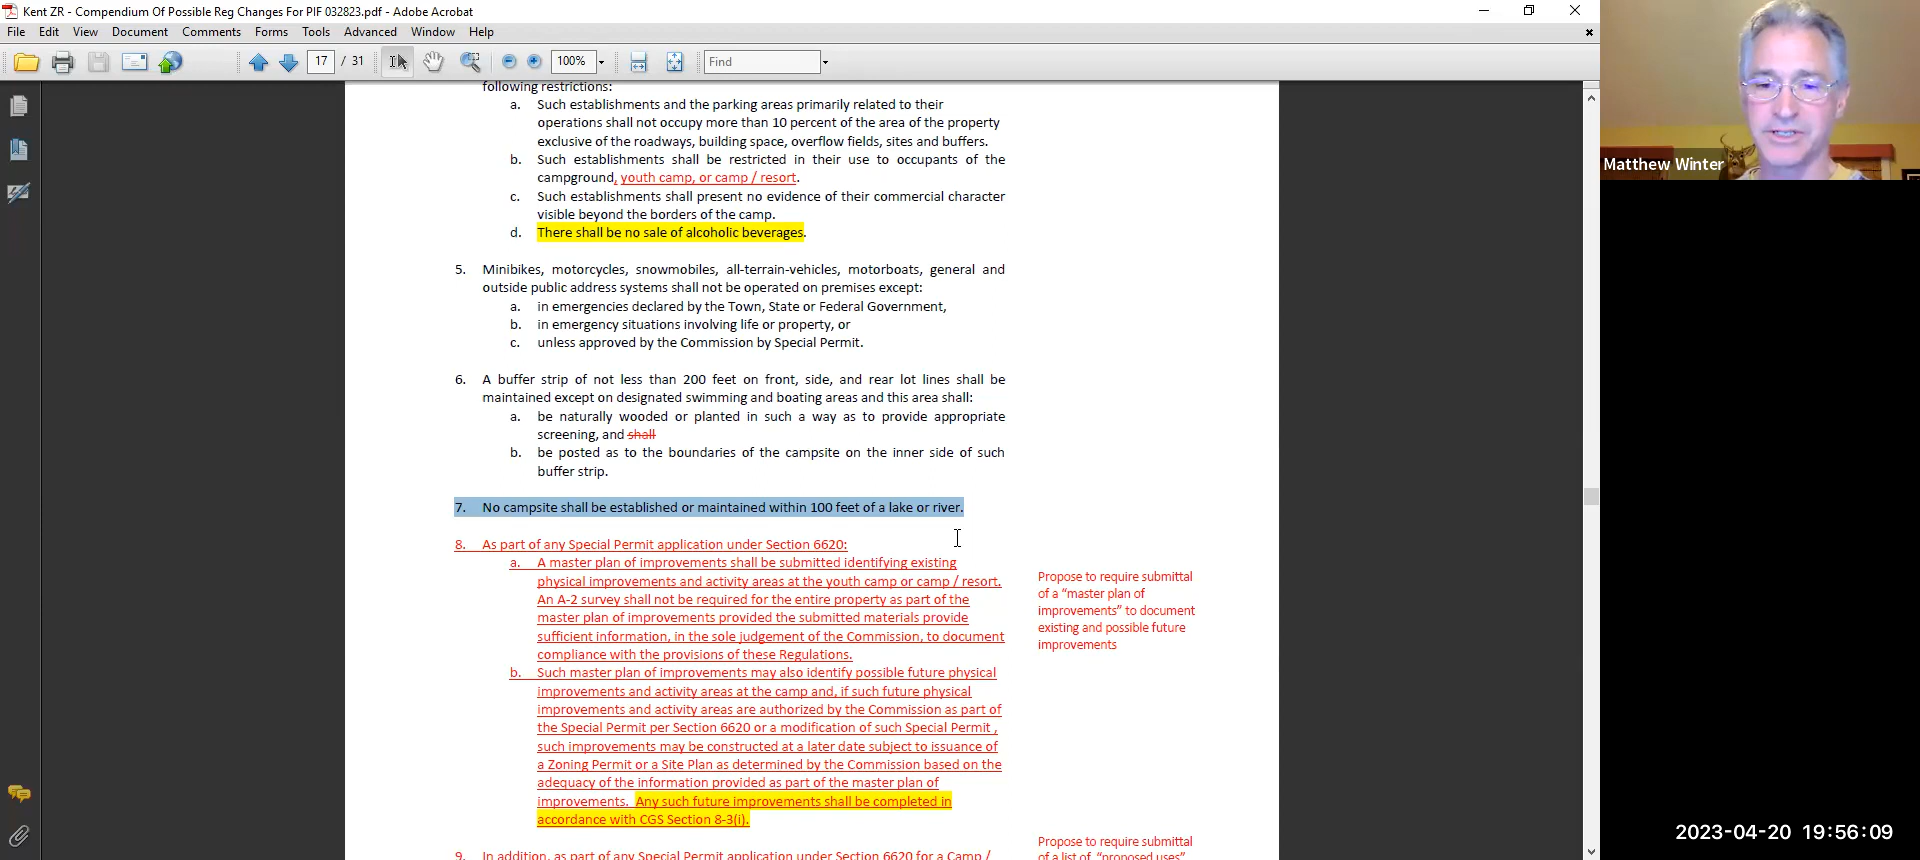 Kent ZR - Compendium Of Possible Reg Changes For PIF 032823.pdf - Adobe Acrobat
File Edit View Document Comments Forms Tools Advanced Window Help
17 / 31 100% Find
following restrictions:
a. Such establishments and the parking areas primarily related to their
operations shall not occupy more than 10 percent of the area of the property
exclusive of the roadways, building space, overflow fields, sites and buffers.
b. Such establishments shall be restricted in their use to occupants of the
campground, youth camp, or camp / resort.
c. Such establishments shall present no evidence of their commercial character
visible beyond the borders of the camp.
d. There shall be no sale of alcoholic beverages.
5. Minibikes, motorcycles, snowmobiles, all-terrain-vehicles, motorboats, general and
outside public address systems shall not be operated on premises except:
a. in emergencies declared by the Town, State or Federal Government,
b. in emergency situations involving life or property, or
c. unless approved by the Commission by Special Permit.
6. A buffer strip of not less than 200 feet on front, side, and rear lot lines shall be
maintained except on designated swimming and boating areas and this area shall:
a. be naturally wooded or planted in such a way as to provide appropriate
screening, and shall
b. be posted as to the boundaries of the campsite on the inner side of such
buffer strip.
7. No campsite shall be established or maintained within 100 feet of a lake or river.
8. As part of any Special Permit application under Section 6620:
a. A master plan of improvements shall be submitted identifying existing
physical improvements and activity areas at the youth camp or camp / resort.
An A-2 survey shall not be required for the entire property as part of the
master plan of improvements provided the submitted materials provide
sufficient information, in the sole judgement of the Commission, to document
compliance with the provisions of these Regulations.
b. Such master plan of improvements may also identify possible future physical
improvements and activity areas at the camp and, if such future physical
improvements and activity areas are authorized by the Commission as part of
the Special Permit per Section 6620 or a modification of such Special Permit ,
such improvements may be constructed at a later date subject to issuance of
a Zoning Permit or a Site Plan as determined by the Commission based on the
adequacy of the information provided as part of the master plan of
improvements. Any such future improvements shall be completed in
accordance with CGS Section 8-3(i).
9. In addition, as part of any Special Permit application under Section 6620 for a Camp /
Propose to require submittal
of a “master plan of
improvements” to document
existing and possible future
improvements
Propose to require submittal
of a list of “proposed uses”
Matthew Winter
2023-04-20 19:56:09